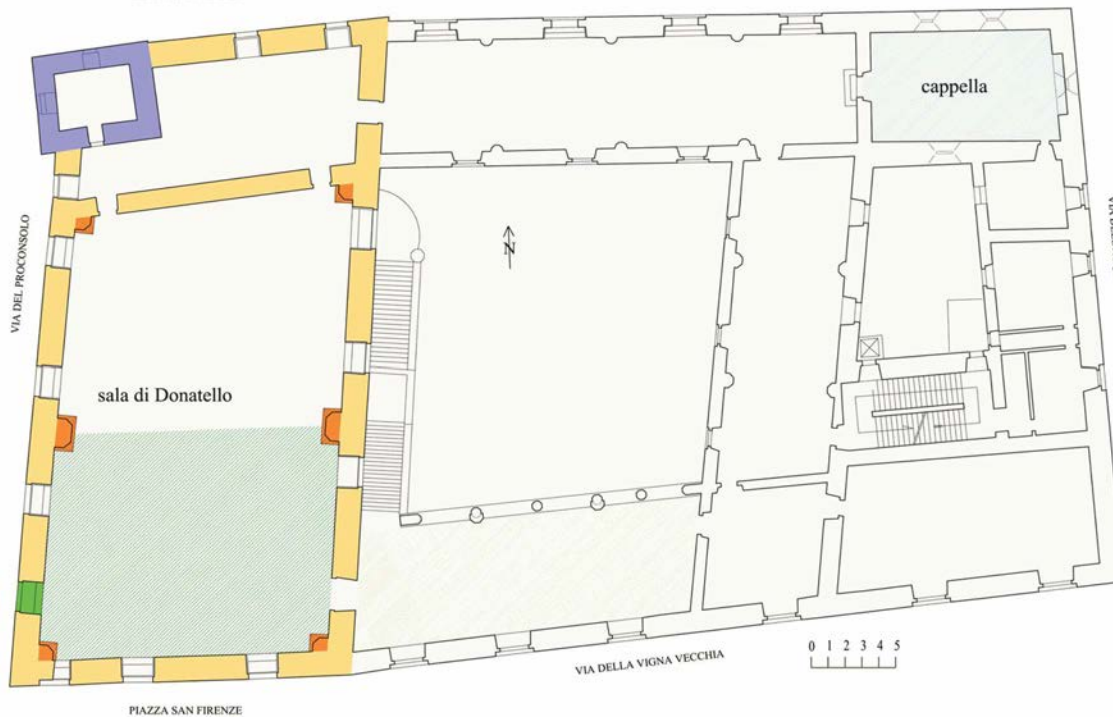 cappella
VIA DEL PROCONSOLO
N
sala di Donatello
0 1 2 3 4 5
VIA DELLA VIGNA VECCHIA
PIAZZA SAN FIRENZE